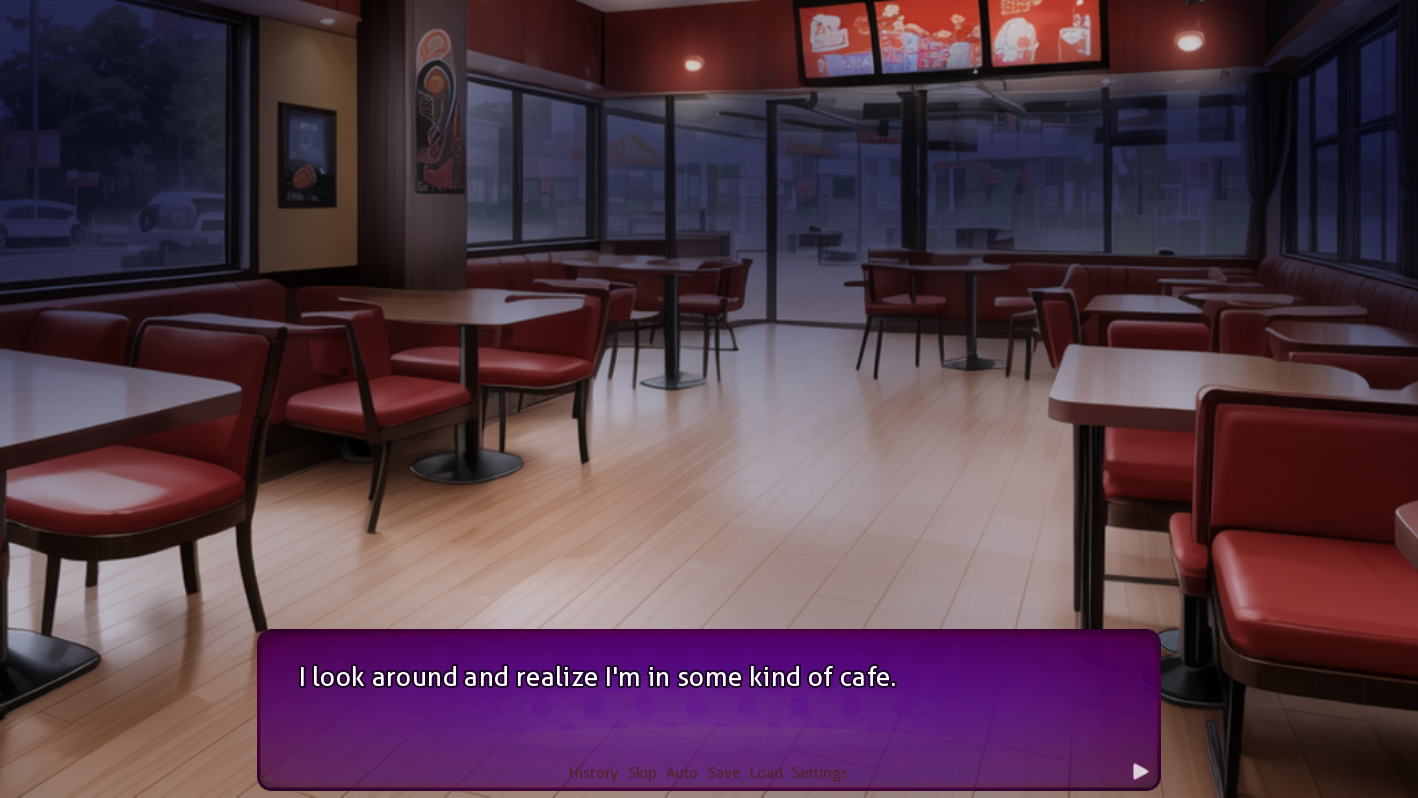 I look around and realize I'm in some kind of cafe.
History Skip Auto Save Load Settings